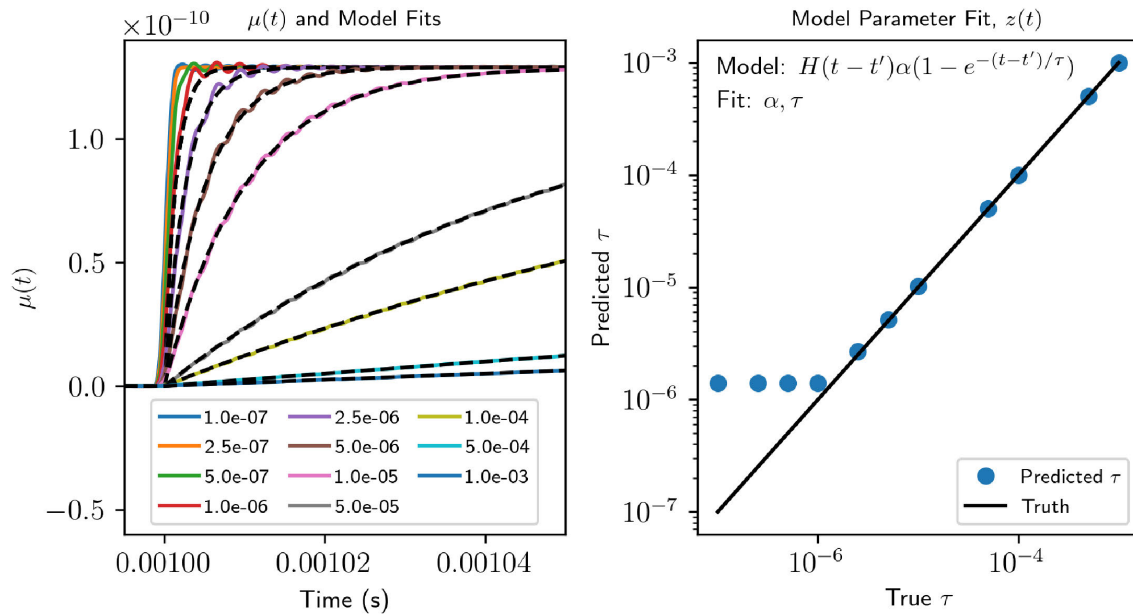 ×10⁻¹⁰
μ(t) and Model Fits
1.0
0.5
0.0
−0.5
μ(t)
1.0e-07
2.5e-07
5.0e-07
1.0e-06
2.5e-06
5.0e-06
1.0e-05
5.0e-05
1.0e-04
5.0e-04
1.0e-03
0.00100
0.00102
0.00104
Time (s)
Model Parameter Fit, z(t)
Model: H(t − t′)α(1 − e^{−(t−t′)/τ})
Fit: α, τ
10⁻³
10⁻⁴
10⁻⁵
10⁻⁶
10⁻⁷
Predicted τ
Predicted τ
Truth
10⁻⁶
10⁻⁴
True τ